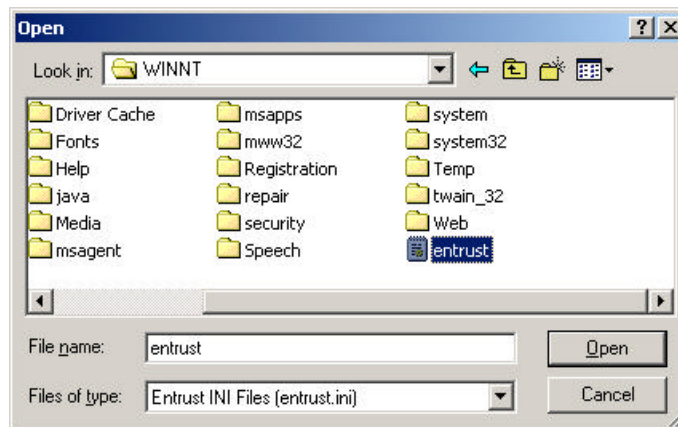 Open
Look in: WINNT
Driver Cache msapps system
Fonts mww32 system32
Help Registration Temp
java repair twain_32
Media security Web
msagent Speech entrust
File name: entrust Open
Files of type: Entrust INI Files (entrust.ini) Cancel